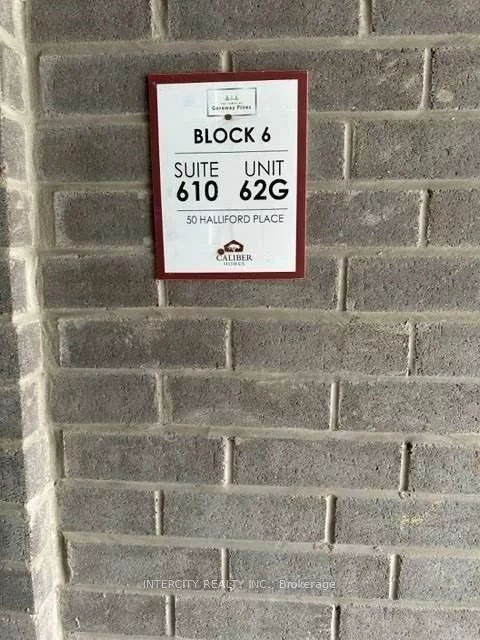 Goreway Pines
BLOCK 6
SUITE UNIT
610 62G
50 HALLIFORD PLACE
CALIBER
HOMES
INTERCITY REALTY INC., Brokerage